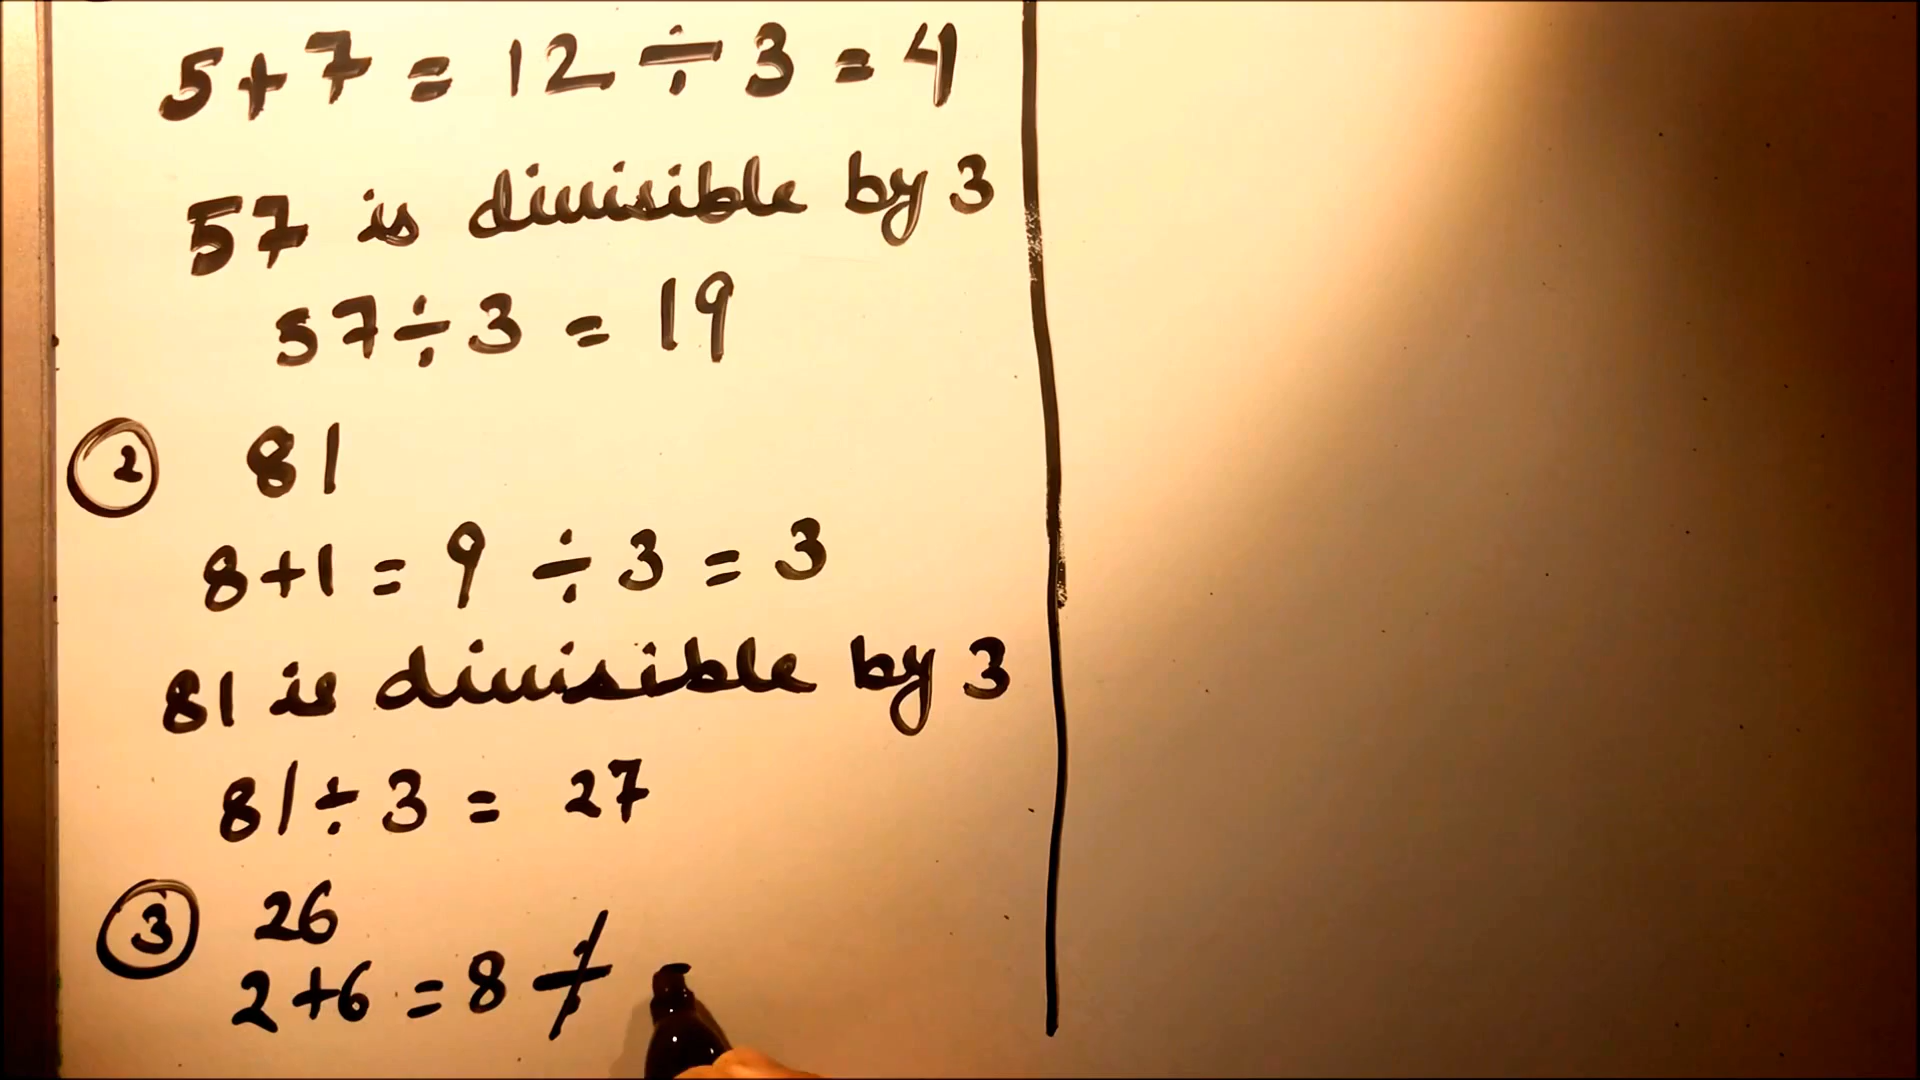 5+7 = 12 ÷ 3 = 4
57 is divisible by 3
57÷3 = 19
2 81
8+1 = 9 ÷ 3 = 3
81 is divisible by 3
81÷3 = 27
3 26
2+6 = 8 ÷